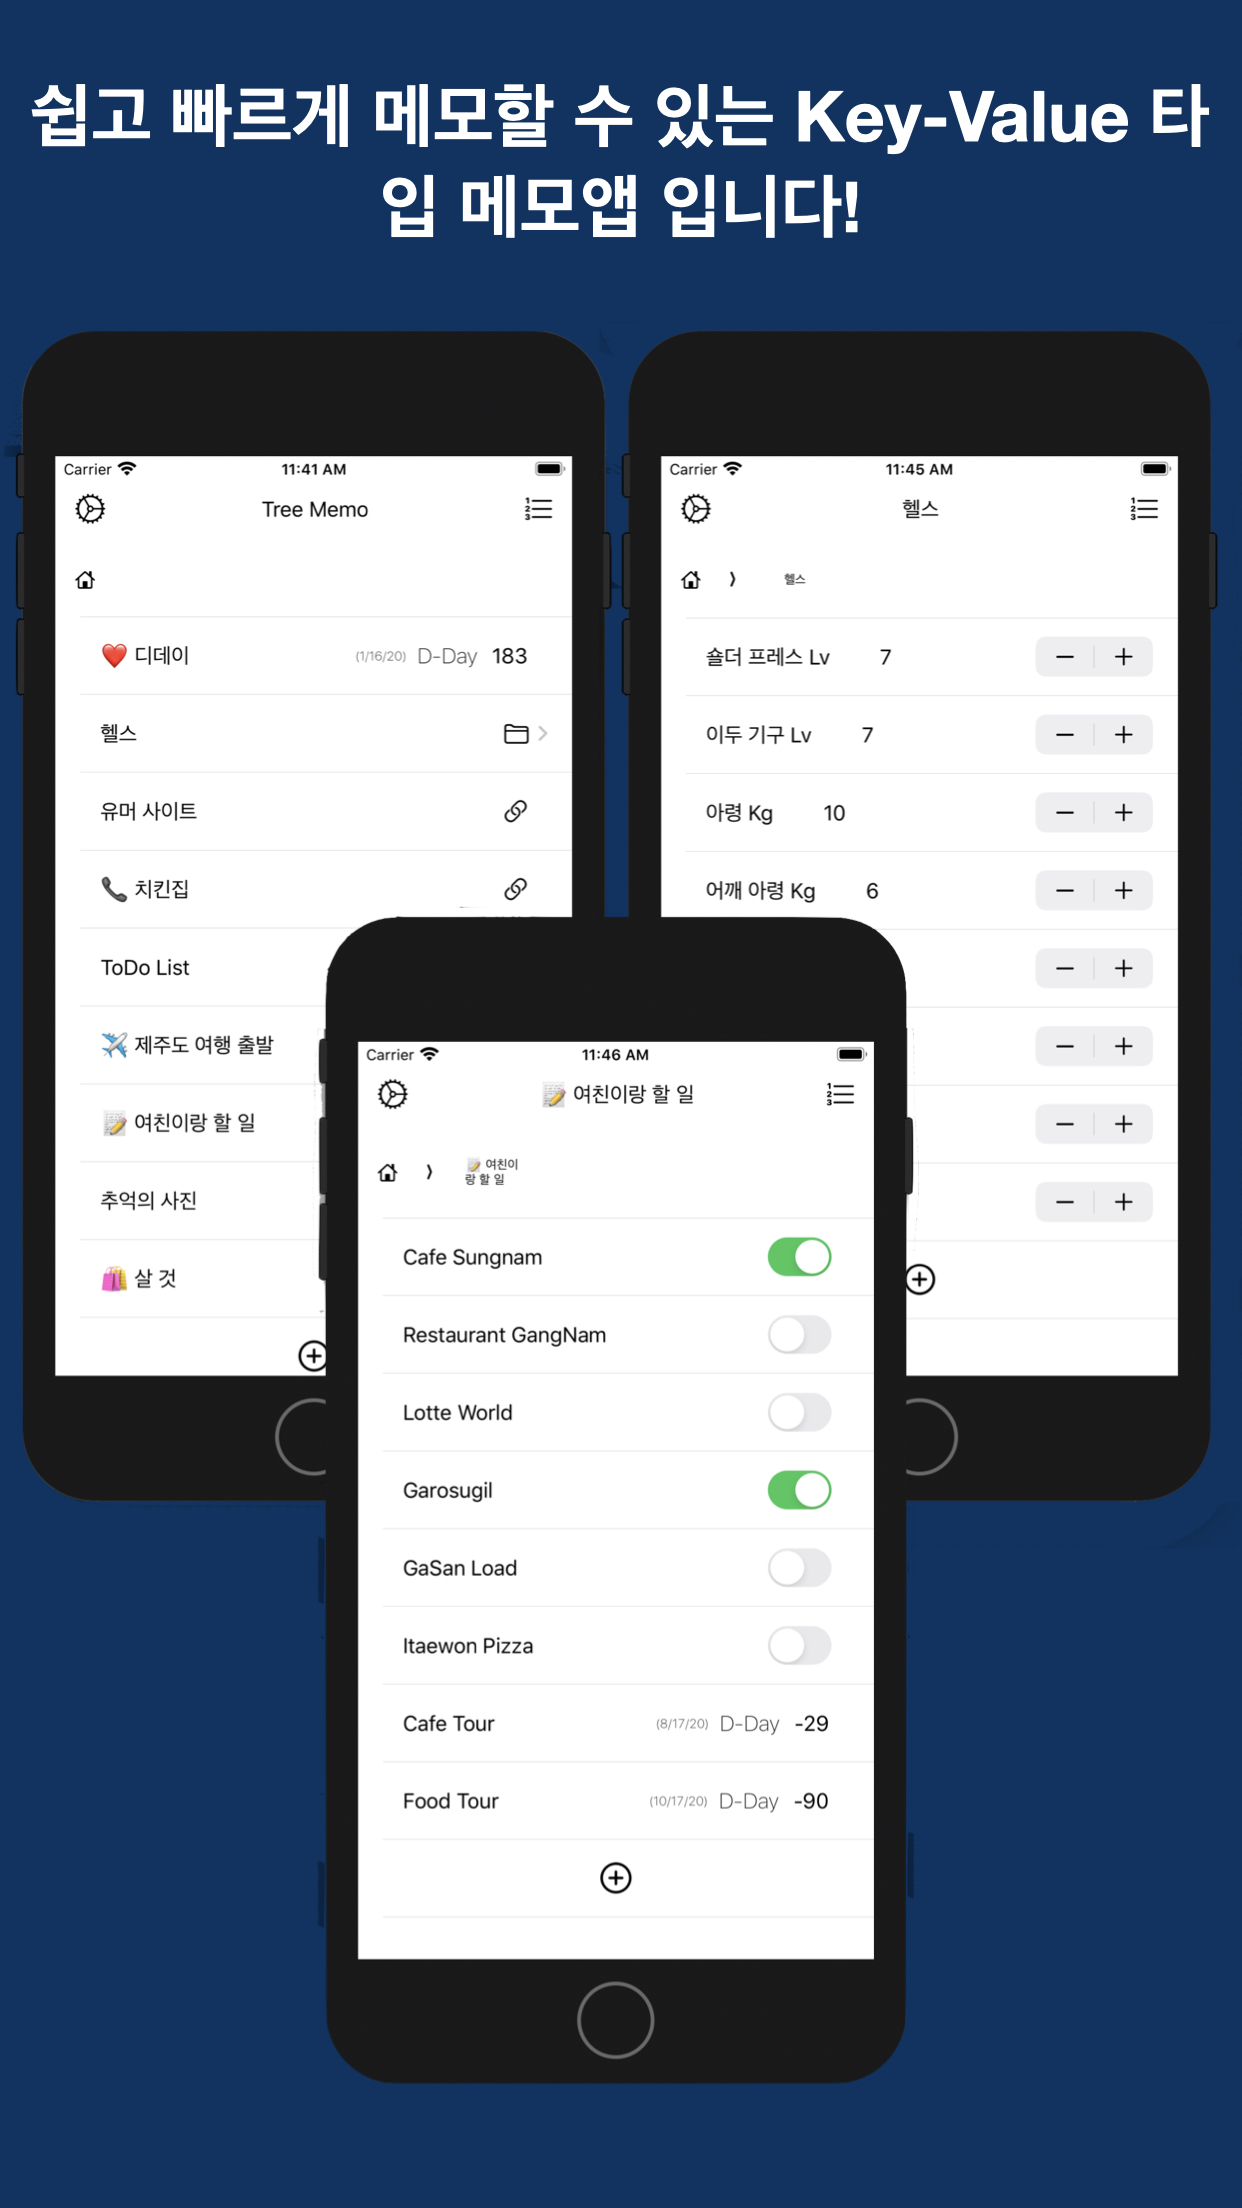 쉽고 빠르게 메모할 수 있는 Key-Value 타
입 메모앱 입니다!
Carrier 11:41 AM
Tree Memo
❤️ 디데이 (1/16/20) D-Day 183
헬스
유머 사이트
📞 치킨집
ToDo List
✈️ 제주도 여행 출발
📝 여친이랑 할 일
추억의 사진
🛍️ 살 것
Carrier 11:45 AM
헬스
헬스
숄더 프레스 Lv 7
이두 기구 Lv 7
아령 Kg 10
어깨 아령 Kg 6
Carrier 11:46 AM
📝 여친이랑 할 일
📝 여친이
랑 할 일
Cafe Sungnam
Restaurant GangNam
Lotte World
Garosugil
GaSan Load
Itaewon Pizza
Cafe Tour (8/17/20) D-Day -29
Food Tour (10/17/20) D-Day -90